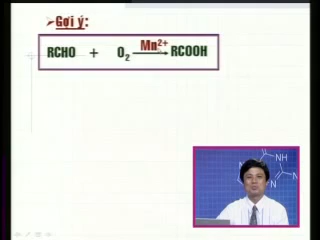 ➢Gợi ý:
RCHO + O₂ Mn²⁺→ RCOOH
NH